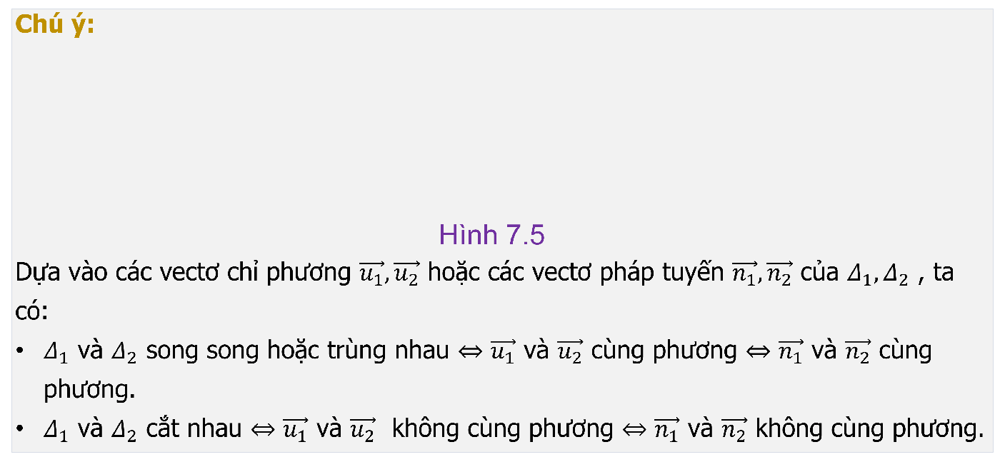 Chú ý:
Hình 7.5
Dựa vào các vectơ chỉ phương $\overrightarrow{u_1}, \overrightarrow{u_2}$ hoặc các vectơ pháp tuyến $\overrightarrow{n_1}, \overrightarrow{n_2}$ của $\Delta_1, \Delta_2$ , ta
có:
• $\Delta_1$ và $\Delta_2$ song song hoặc trùng nhau $\Leftrightarrow$ $\overrightarrow{u_1}$ và $\overrightarrow{u_2}$ cùng phương $\Leftrightarrow$ $\overrightarrow{n_1}$ và $\overrightarrow{n_2}$ cùng
phương.
• $\Delta_1$ và $\Delta_2$ cắt nhau $\Leftrightarrow$ $\overrightarrow{u_1}$ và $\overrightarrow{u_2}$ không cùng phương $\Leftrightarrow$ $\overrightarrow{n_1}$ và $\overrightarrow{n_2}$ không cùng phương.